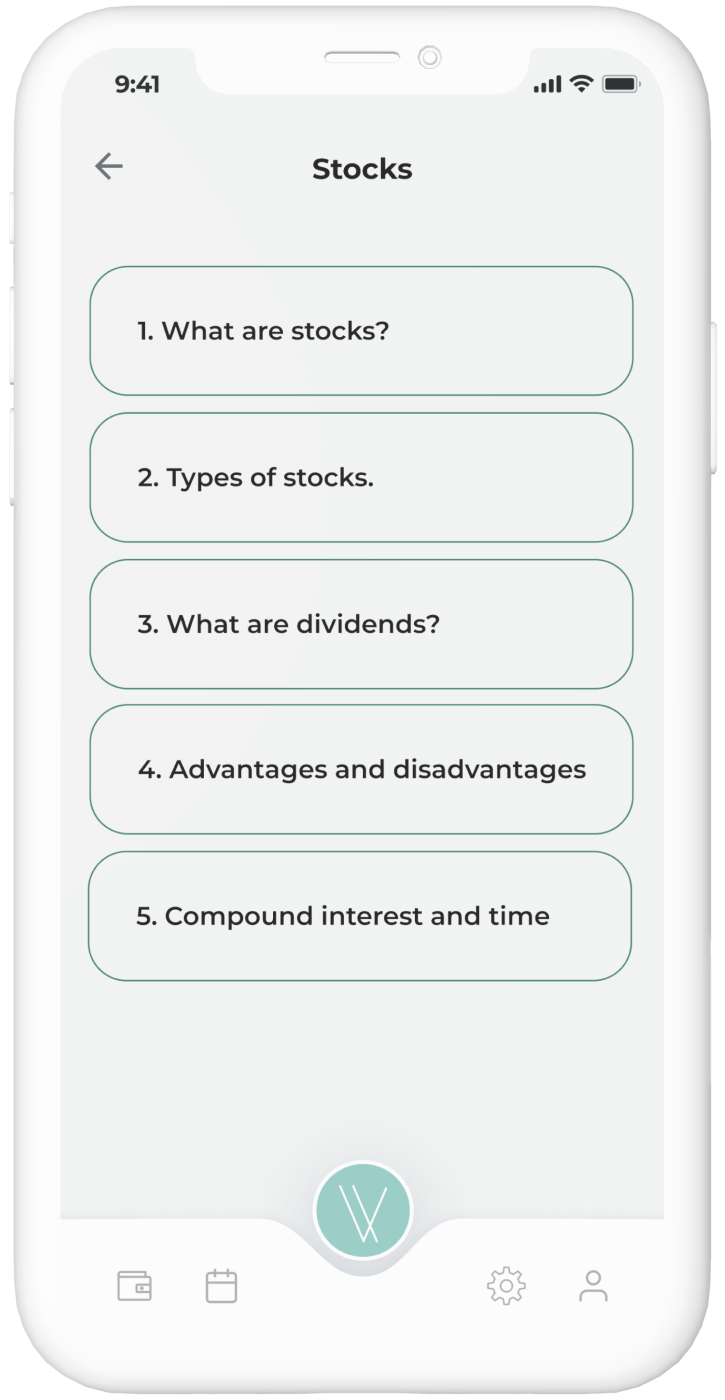 9:41
Stocks
1. What are stocks?
2. Types of stocks.
3. What are dividends?
4. Advantages and disadvantages
5. Compound interest and time